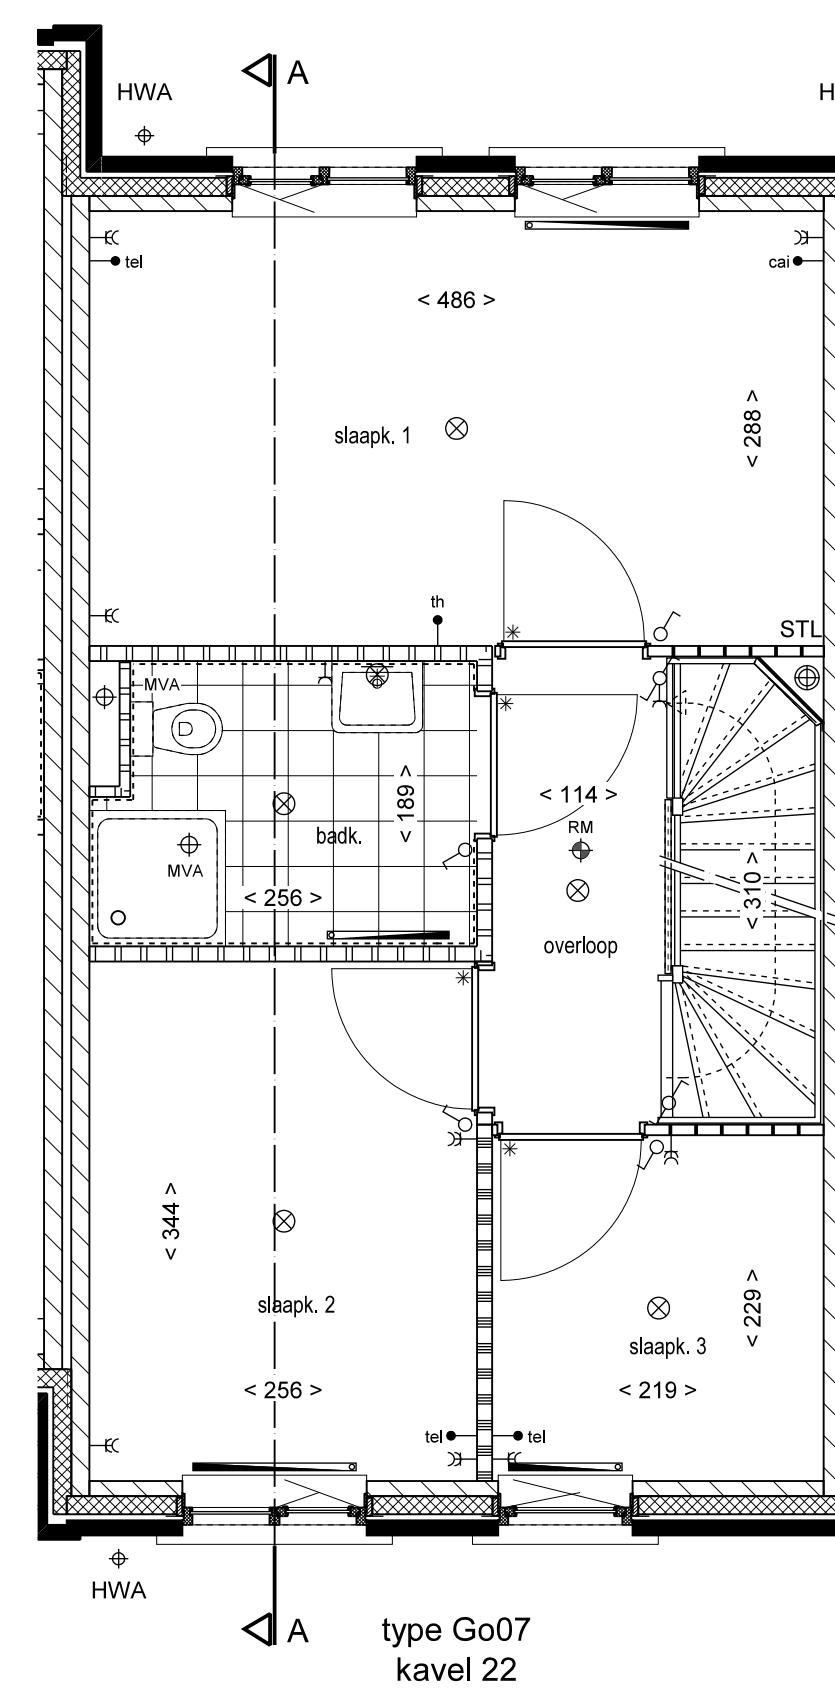 A
HWA
H
tel
cai
< 486 >
< 288 >
slaapk. 1
th
STL
MVA
< 189 >
< 114 >
RM
badk.
MVA
< 310 >
< 256 >
overloop
< 344 >
< 229 >
slaapk. 2
slaapk. 3
< 256 >
< 219 >
tel
tel
HWA
A
type Go07
kavel 22